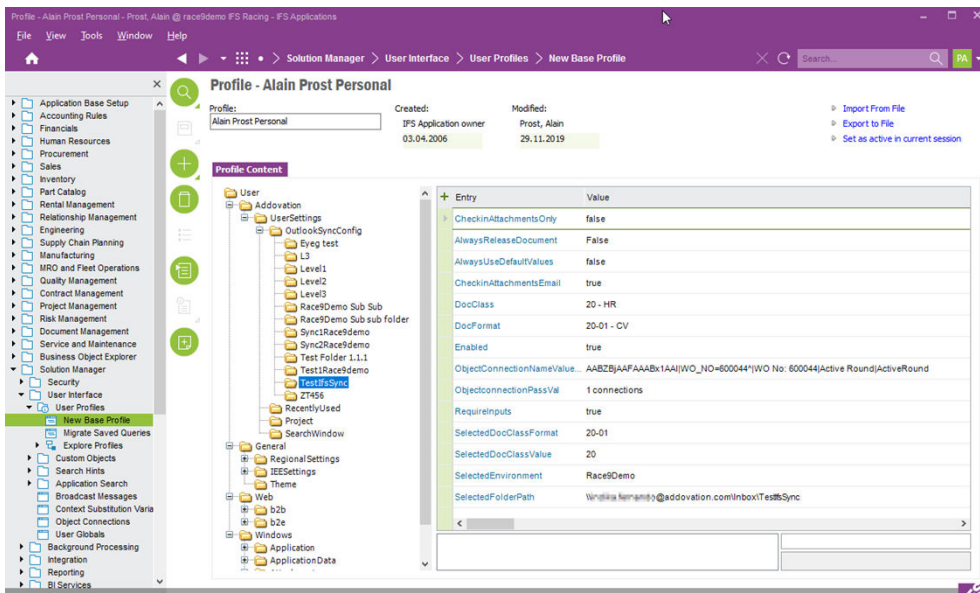 Profile - Alain Prost Personal - Prost, Alain @ race9demo IFS Racing - IFS Applications
File View Tools Window Help
Solution Manager > User Interface > User Profiles > New Base Profile
Search...
PA
Application Base Setup
Accounting Rules
Financials
Human Resources
Procurement
Sales
Inventory
Part Catalog
Rental Management
Relationship Management
Engineering
Supply Chain Planning
Manufacturing
MRO and Fleet Operations
Quality Management
Contract Management
Project Management
Risk Management
Document Management
Service and Maintenance
Business Object Explorer
Solution Manager
Security
User Interface
User Profiles
New Base Profile
Migrate Saved Queries
Explore Profiles
Custom Objects
Search Hints
Application Search
Broadcast Messages
Context Substitution Varia
Object Connections
User Globals
Background Processing
Integration
Reporting
BI Services
Profile - Alain Prost Personal
Profile: Created: Modified:
Alain Prost Personal IFS Application owner Prost, Alain
03.04.2006 29.11.2019
Import From File
Export to File
Set as active in current session
Profile Content
User
Addovation
UserSettings
OutlookSyncConfig
Eyeg test
L3
Level1
Level2
Level3
Race9Demo Sub Sub
Race9Demo Sub sub folder
Sync1Race9demo
Sync2Race9demo
Test Folder 1.1.1
Test1Race9demo
TestIfsSync
ZT456
RecentlyUsed
Project
SearchWindow
General
RegionalSettings
IEESettings
Theme
Web
b2b
b2e
Windows
Application
ApplicationData
Entry Value
CheckinAttachmentsOnly false
AlwaysReleaseDocument False
AlwaysUseDefaultValues false
CheckinAttachmentsEmail true
DocClass 20 - HR
DocFormat 20-01 - CV
Enabled true
ObjectConnectionNameValue... AABZBjAAFAAABx1AAI|WO_NO=600044^|WO No: 600044|Active Round|ActiveRound
ObjectconnectionPassVal 1 connections
RequireInputs true
SelectedDocClassFormat 20-01
SelectedDocClassValue 20
SelectedEnvironment Race9Demo
SelectedFolderPath @addovation.com\Inbox\TestIfsSync